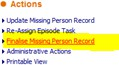 Actions
Update Missing Person Record
Re-Assign Episode Task
Finalise Missing Person Record
Administrative Actions
Printable View